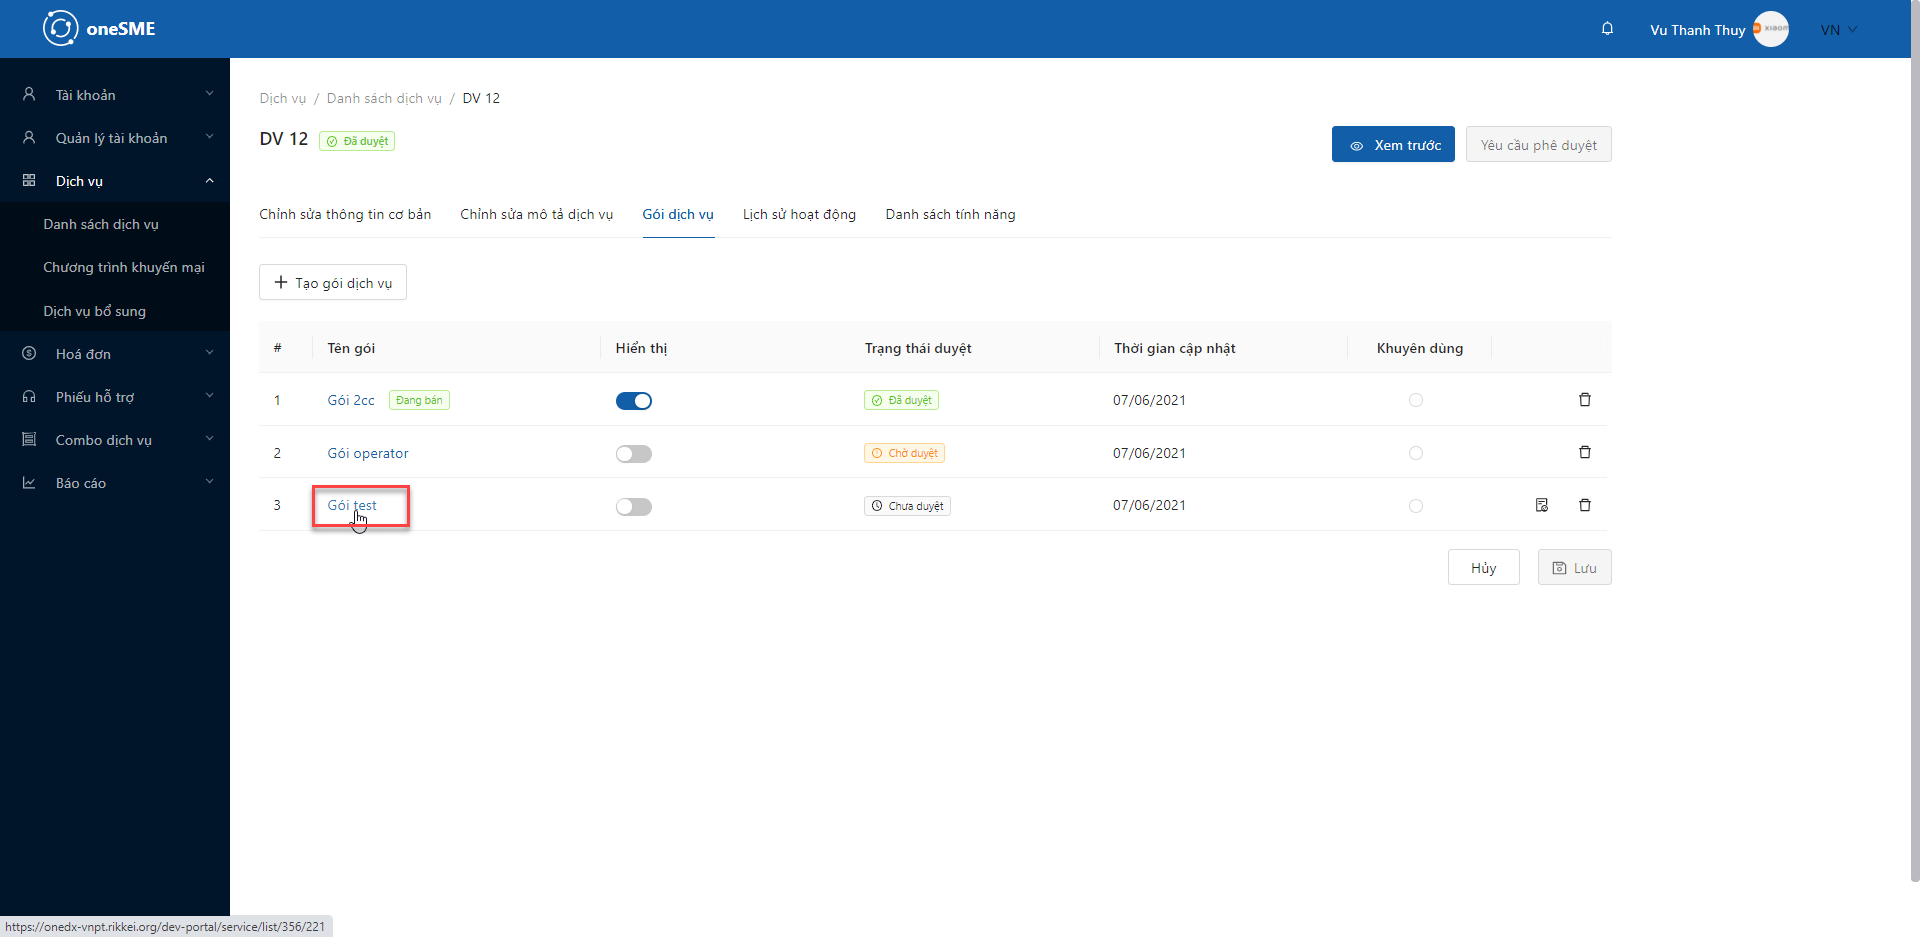 oneSME
Vu Thanh Thuy
VN
Tài khoản
Quản lý tài khoản
Dịch vụ
Danh sách dịch vụ
Chương trình khuyến mại
Dịch vụ bổ sung
Hoá đơn
Phiếu hỗ trợ
Combo dịch vụ
Báo cáo
Dịch vụ / Danh sách dịch vụ / DV 12
DV 12 Đã duyệt
Xem trước Yêu cầu phê duyệt
Chỉnh sửa thông tin cơ bản Chỉnh sửa mô tả dịch vụ Gói dịch vụ Lịch sử hoạt động Danh sách tính năng
Tạo gói dịch vụ
# Tên gói Hiển thị Trạng thái duyệt Thời gian cập nhật Khuyên dùng
1 Gói 2cc Đang bán Đã duyệt 07/06/2021
2 Gói operator Chờ duyệt 07/06/2021
3 Gói test Chưa duyệt 07/06/2021
Hủy Lưu
https://onedx-vnpt.rikkei.org/dev-portal/service/list/356/221